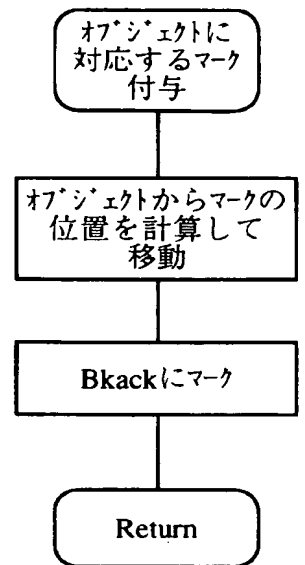 オブジェクトに
対応するマーク
付与
オブジェクトからマークの
位置を計算して
移動
Bkackにマーク
Return